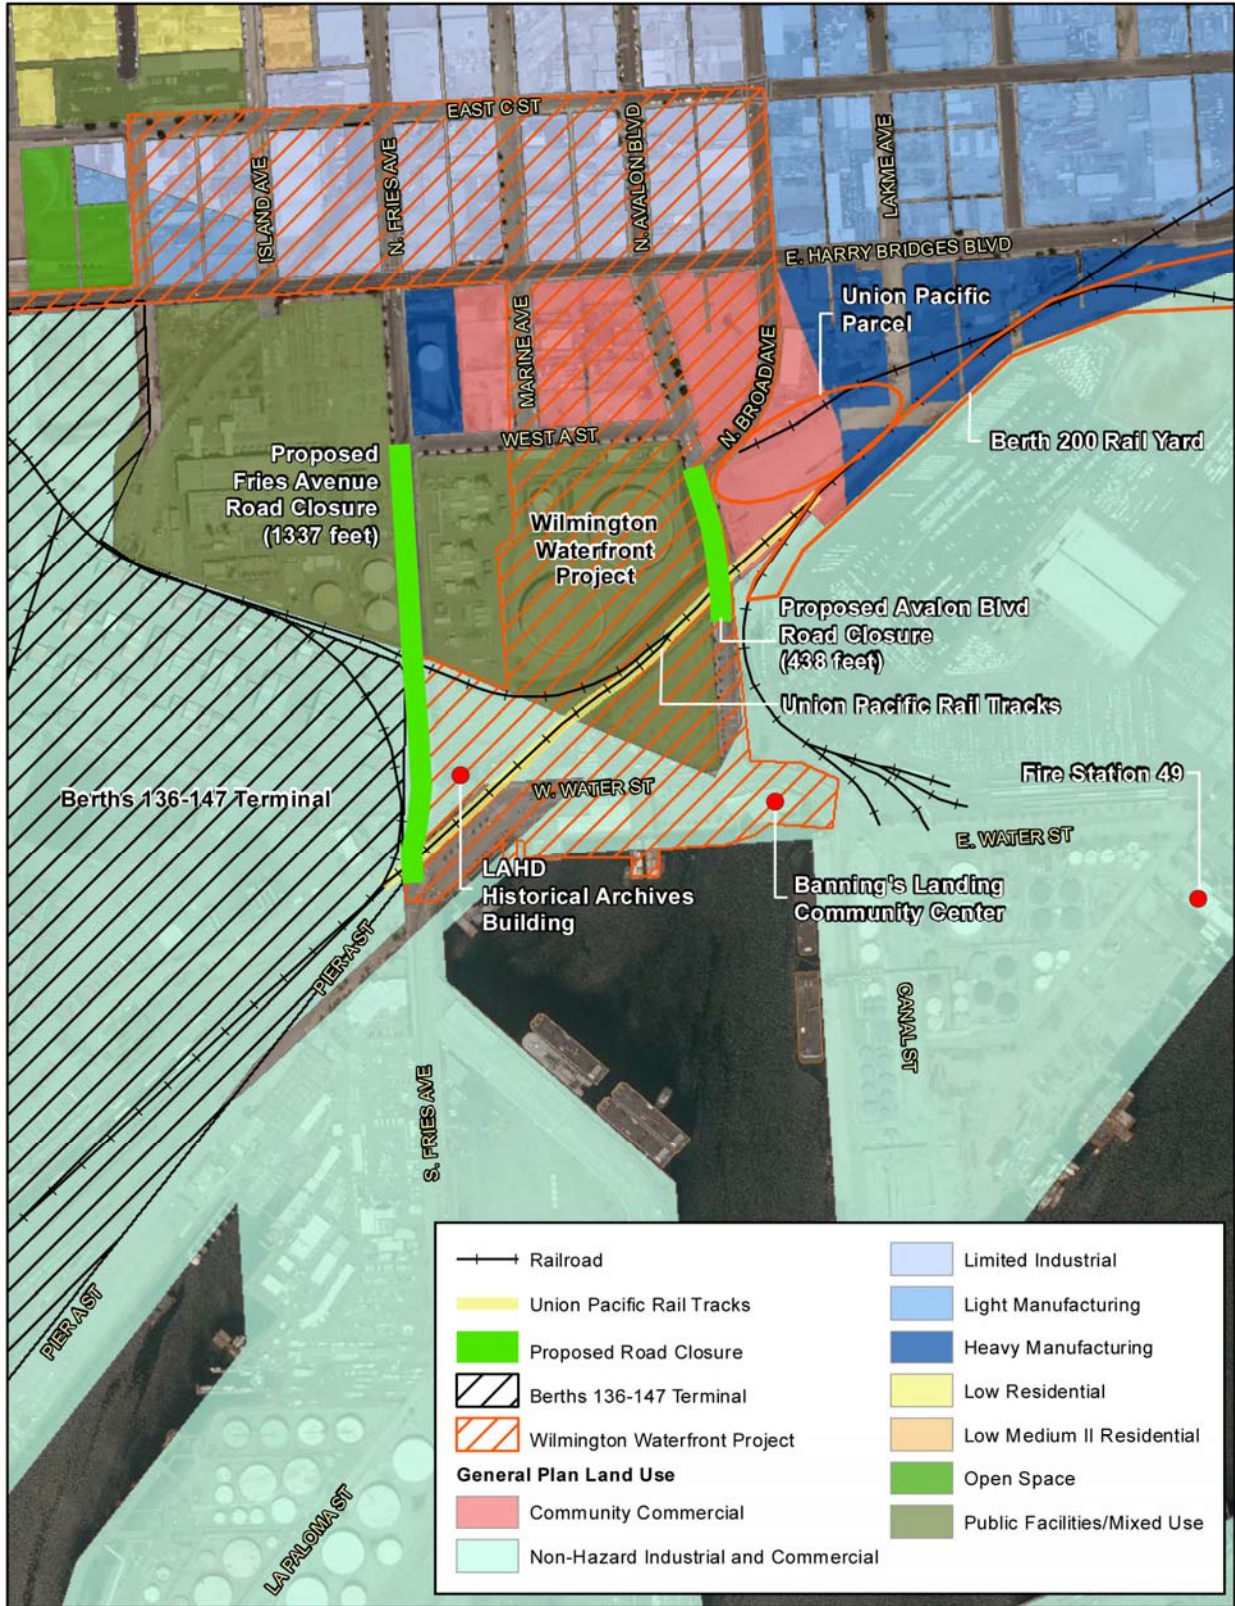 EAST C ST
ISLAND AVE
N. FRIES AVE
N. AVALON BLVD
LAKME AVE
E. HARRY BRIDGES BLVD
Union Pacific
Parcel
MARINE AVE
N. BROAD AVE
WEST A ST
Berth 200 Rail Yard
Proposed
Fries Avenue
Road Closure
(1337 feet)
Wilmington
Waterfront
Project
Proposed Avalon Blvd
Road Closure
(438 feet)
Union Pacific Rail Tracks
Berths 136-147 Terminal
W. WATER ST
Fire Station 49
E. WATER ST
LAHD
Historical Archives
Building
Banning's Landing
Community Center
PIER A ST
CANAL ST
S. FRIES AVE
PIER A ST
LA PALOMA ST
Railroad
Union Pacific Rail Tracks
Proposed Road Closure
Berths 136-147 Terminal
Wilmington Waterfront Project
General Plan Land Use
Community Commercial
Non-Hazard Industrial and Commercial
Limited Industrial
Light Manufacturing
Heavy Manufacturing
Low Residential
Low Medium II Residential
Open Space
Public Facilities/Mixed Use